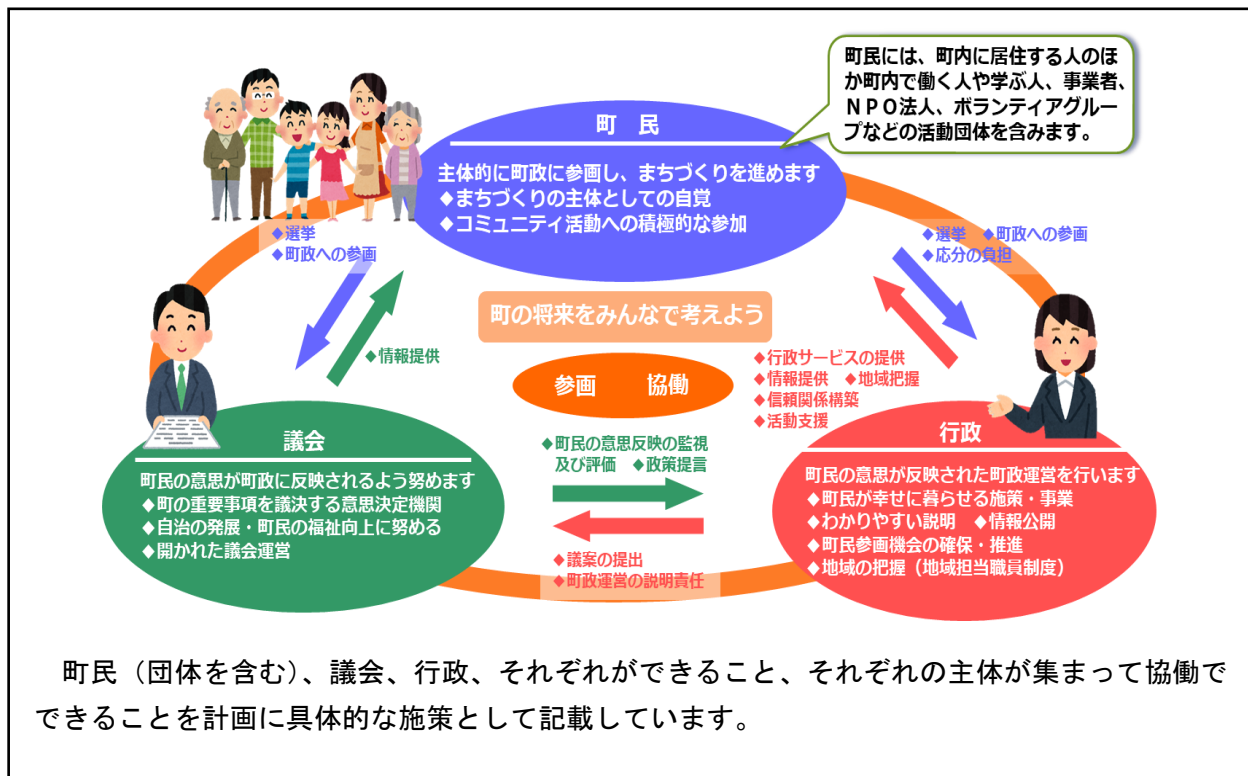 町民には、町内に居住する人のほ
か町内で働く人や学ぶ人、事業者、
ＮＰＯ法人、ボランティアグルー
プなどの活動団体を含みます。
町　民
主体的に町政に参画し、まちづくりを進めます
◆まちづくりの主体としての自覚
◆コミュニティ活動への積極的な参加
◆選挙
◆町政への参画
◆選挙　◆町政への参画
◆応分の負担
町の将来をみんなで考えよう
◆情報提供
参画　協働
◆行政サービスの提供
◆情報提供　◆地域把握
◆信頼関係構築
◆活動支援
議会
町民の意思が町政に反映されるよう努めます
◆町の重要事項を議決する意思決定機関
◆自治の発展・町民の福祉向上に努める
◆開かれた議会運営
◆町民の意思反映の監視
及び評価　◆政策提言
◆議案の提出
◆町政運営の説明責任
行政
町民の意思が反映された町政運営を行います
◆町民が幸せに暮らせる施策・事業
◆わかりやすい説明　◆情報公開
◆町民参画機会の確保・推進
◆地域の把握（地域担当職員制度）
町民（団体を含む）、議会、行政、それぞれができること、それぞれの主体が集まって協働で
できることを計画に具体的な施策として記載しています。